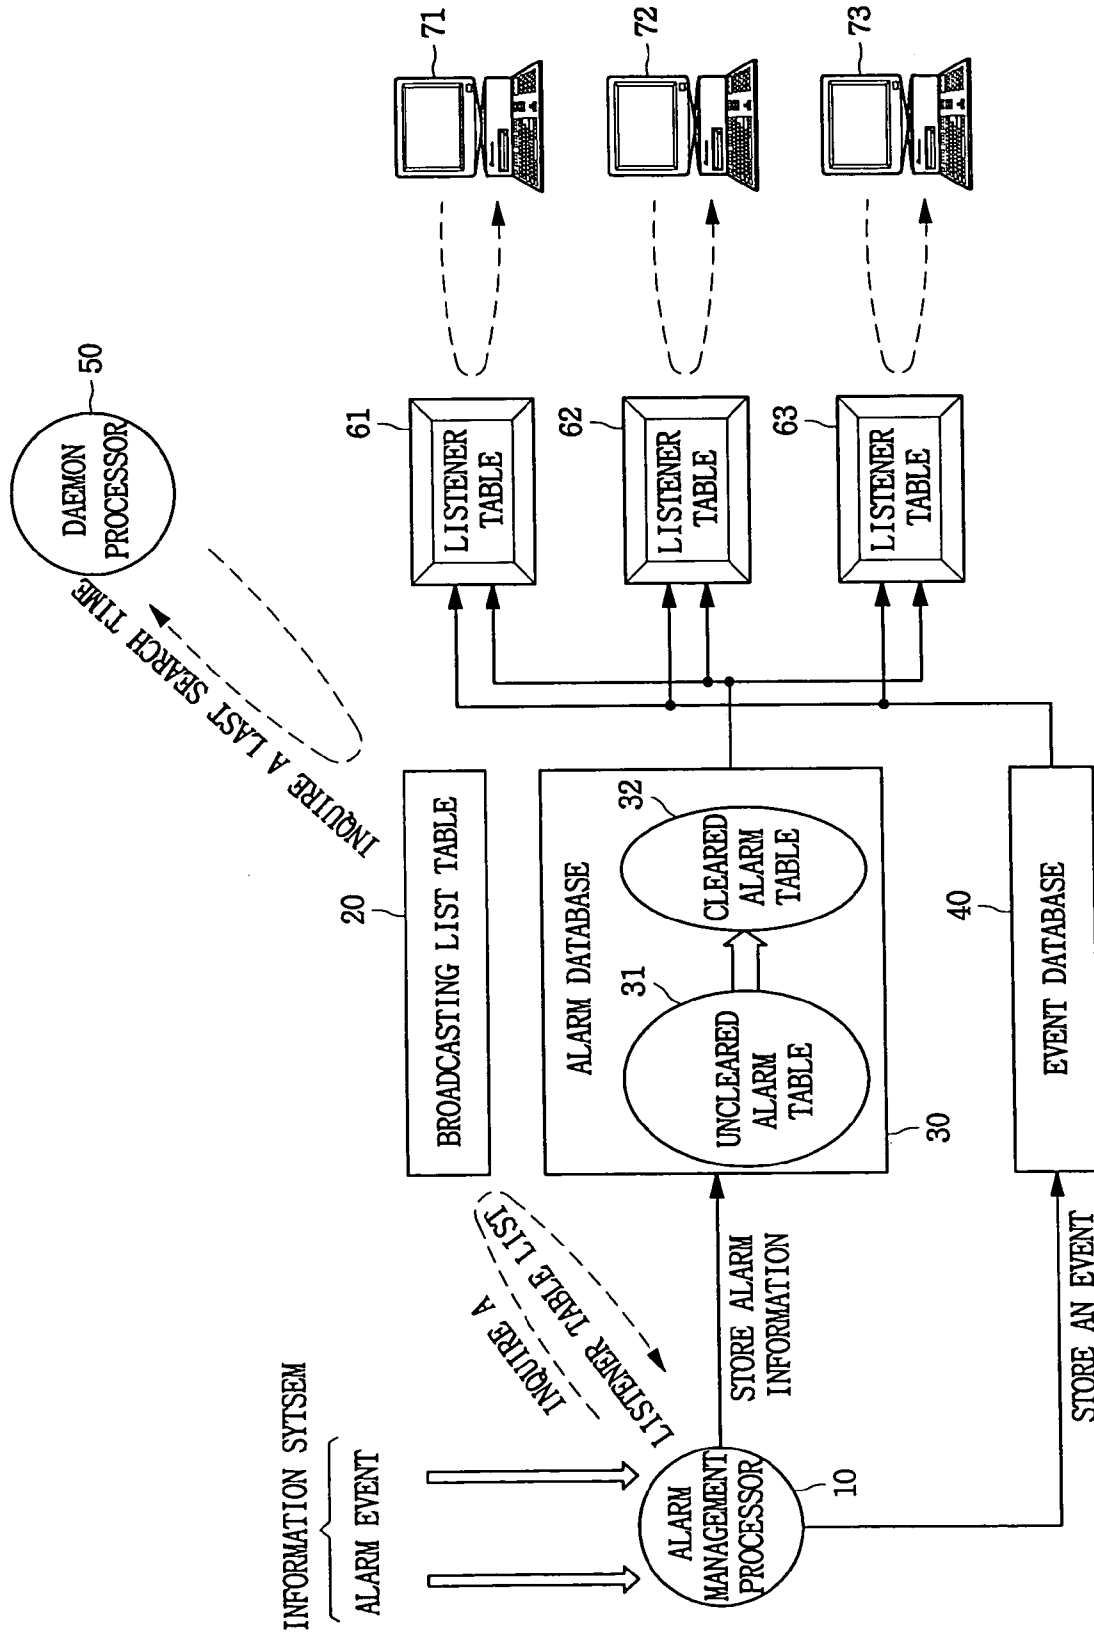 INFORMATION SYTSEM
ALARM EVENT
ALARM
MANAGEMENT
PROCESSOR
10
INQUIRE A
LISTENER TABLE LIST
STORE ALARM
INFORMATION
STORE AN EVENT
20
BROADCASTING LIST TABLE
ALARM DATABASE
31
UNCLEARED
ALARM
TABLE
32
CLEARED
ALARM
TABLE
30
40
EVENT DATABASE
INQUIRE A LAST SEARCH TIME
50
DAEMON
PROCESSOR
61
LISTENER
TABLE
62
LISTENER
TABLE
63
LISTENER
TABLE
71
72
73